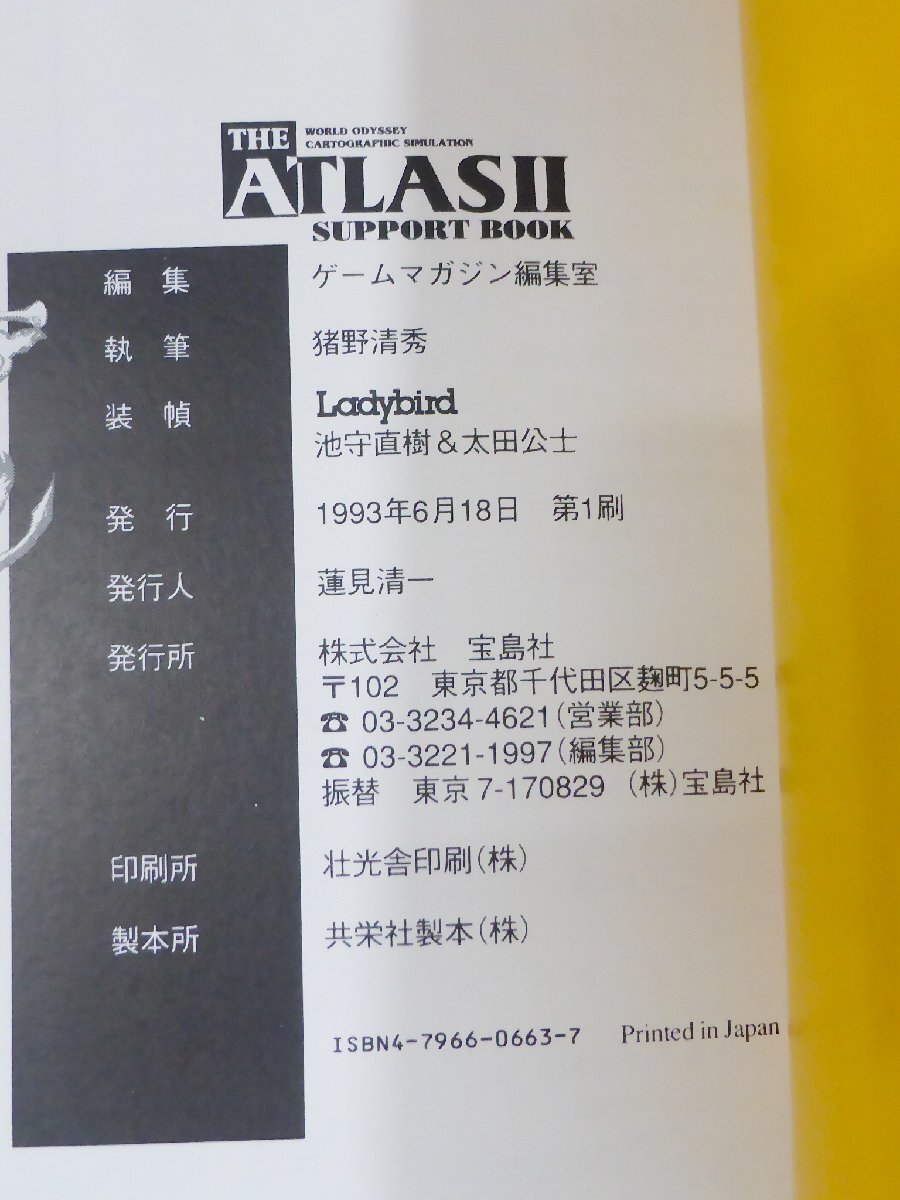 THE
WORLD ODYSSEY
CARTOGRAPHIC SIMULATION
ATLAS II
SUPPORT BOOK
編 集 ゲームマガジン編集室
執 筆 猪野清秀
装 幀 Ladybird
池守直樹＆太田公士
発 行 1993年6月18日 第1刷
発行人 蓮見清一
発行所 株式会社 宝島社
〒102 東京都千代田区麹町5-5-5
☎ 03-3234-4621(営業部)
☎ 03-3221-1997(編集部)
振替 東京7-170829 (株)宝島社
印刷所 壮光舎印刷(株)
製本所 共栄社製本(株)
ISBN4-7966-0663-7 Printed in Japan